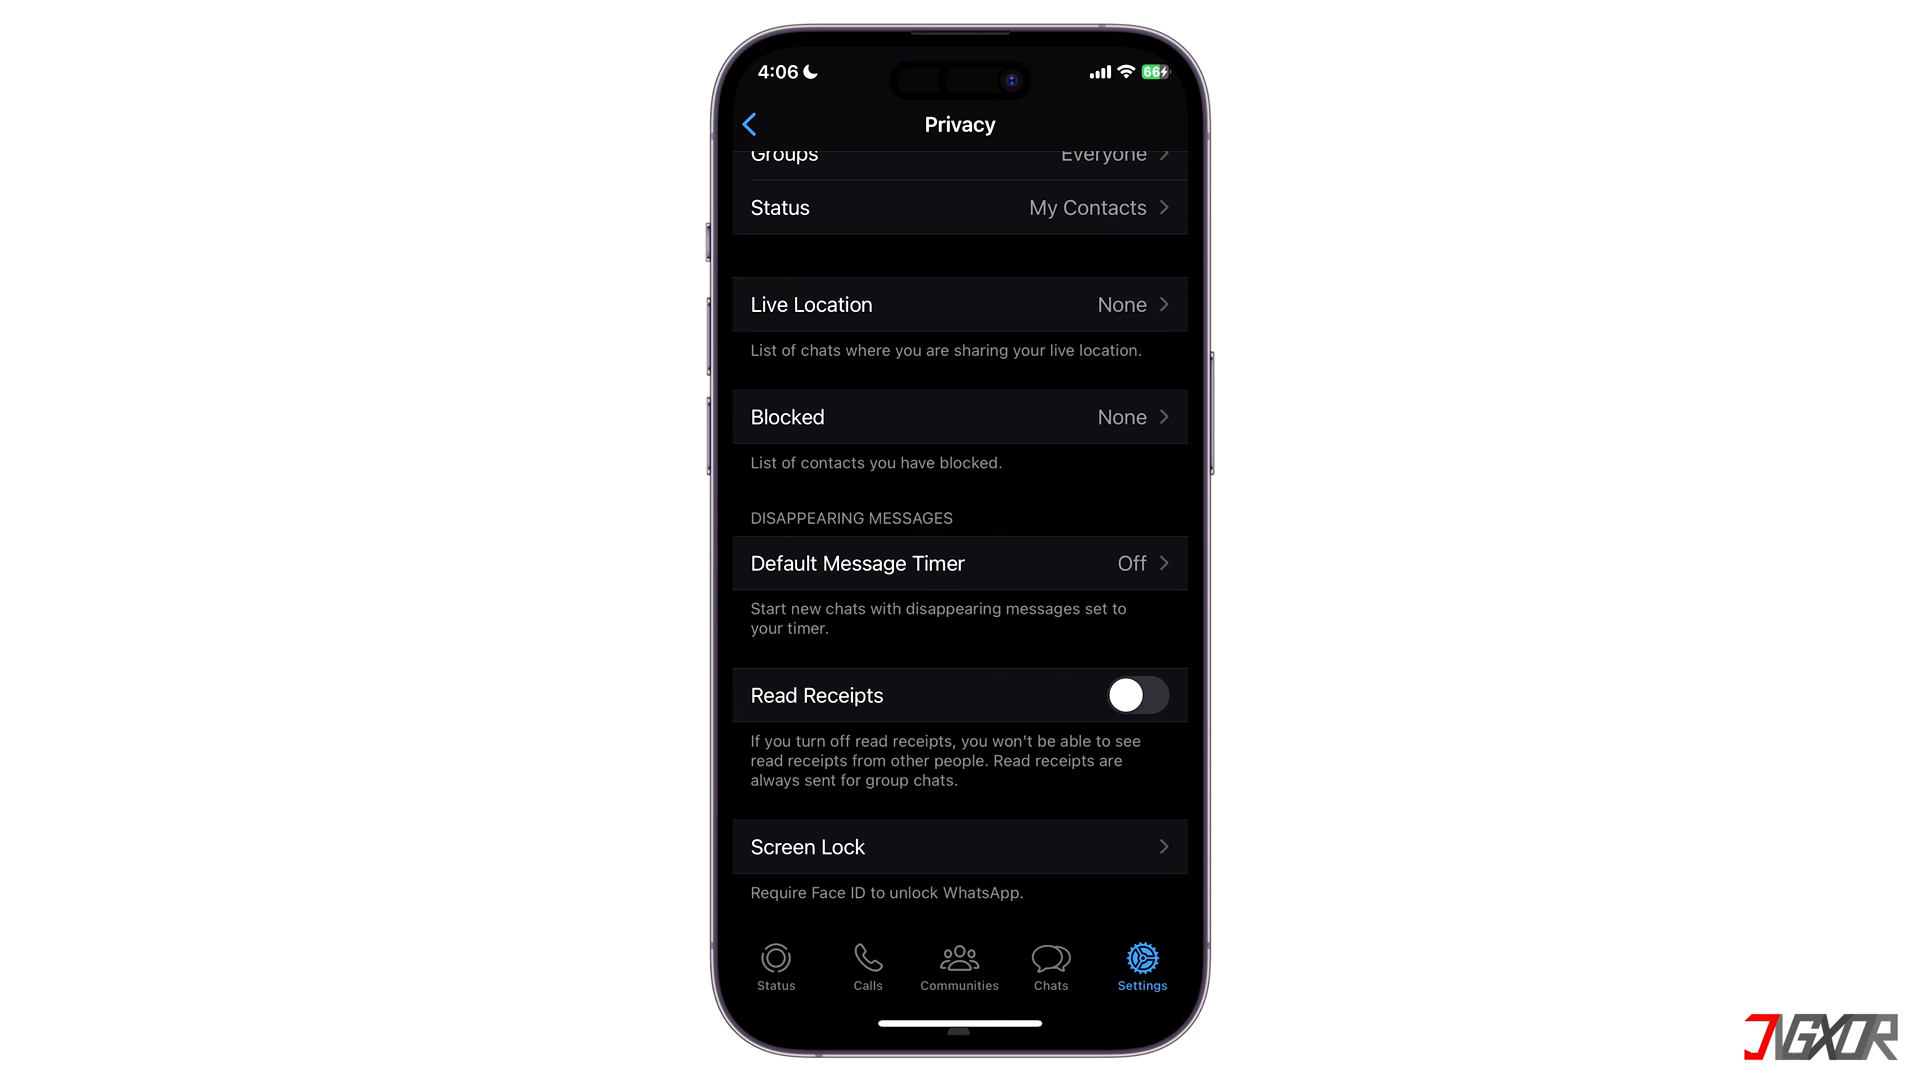 4:06
66
Privacy
Groups Everyone
Status My Contacts
Live Location None
List of chats where you are sharing your live location.
Blocked None
List of contacts you have blocked.
DISAPPEARING MESSAGES
Default Message Timer Off
Start new chats with disappearing messages set to
your timer.
Read Receipts
If you turn off read receipts, you won't be able to see
read receipts from other people. Read receipts are
always sent for group chats.
Screen Lock
Require Face ID to unlock WhatsApp.
Status Calls Communities Chats Settings
JVGXOR